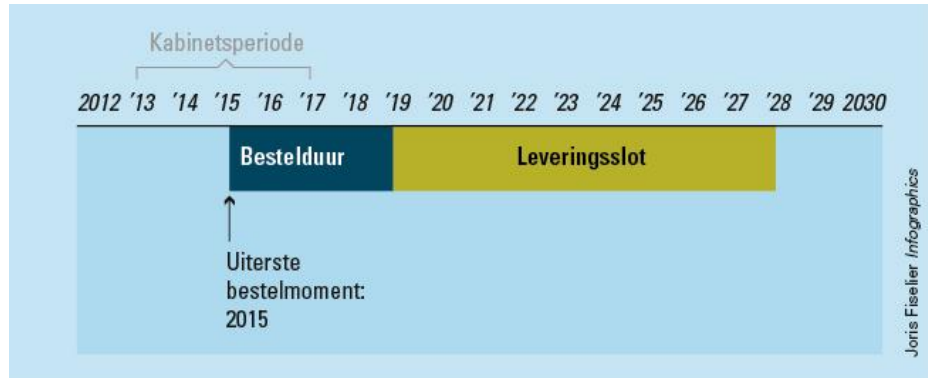 Kabinetsperiode
2012 '13 '14 '15 '16 '17 '18 '19 '20 '21 '22 '23 '24 '25 '26 '27 '28 '29 2030
Bestelduur Leveringsslot
Uiterste
bestelmoment:
2015
Joris Fiselier Infographics